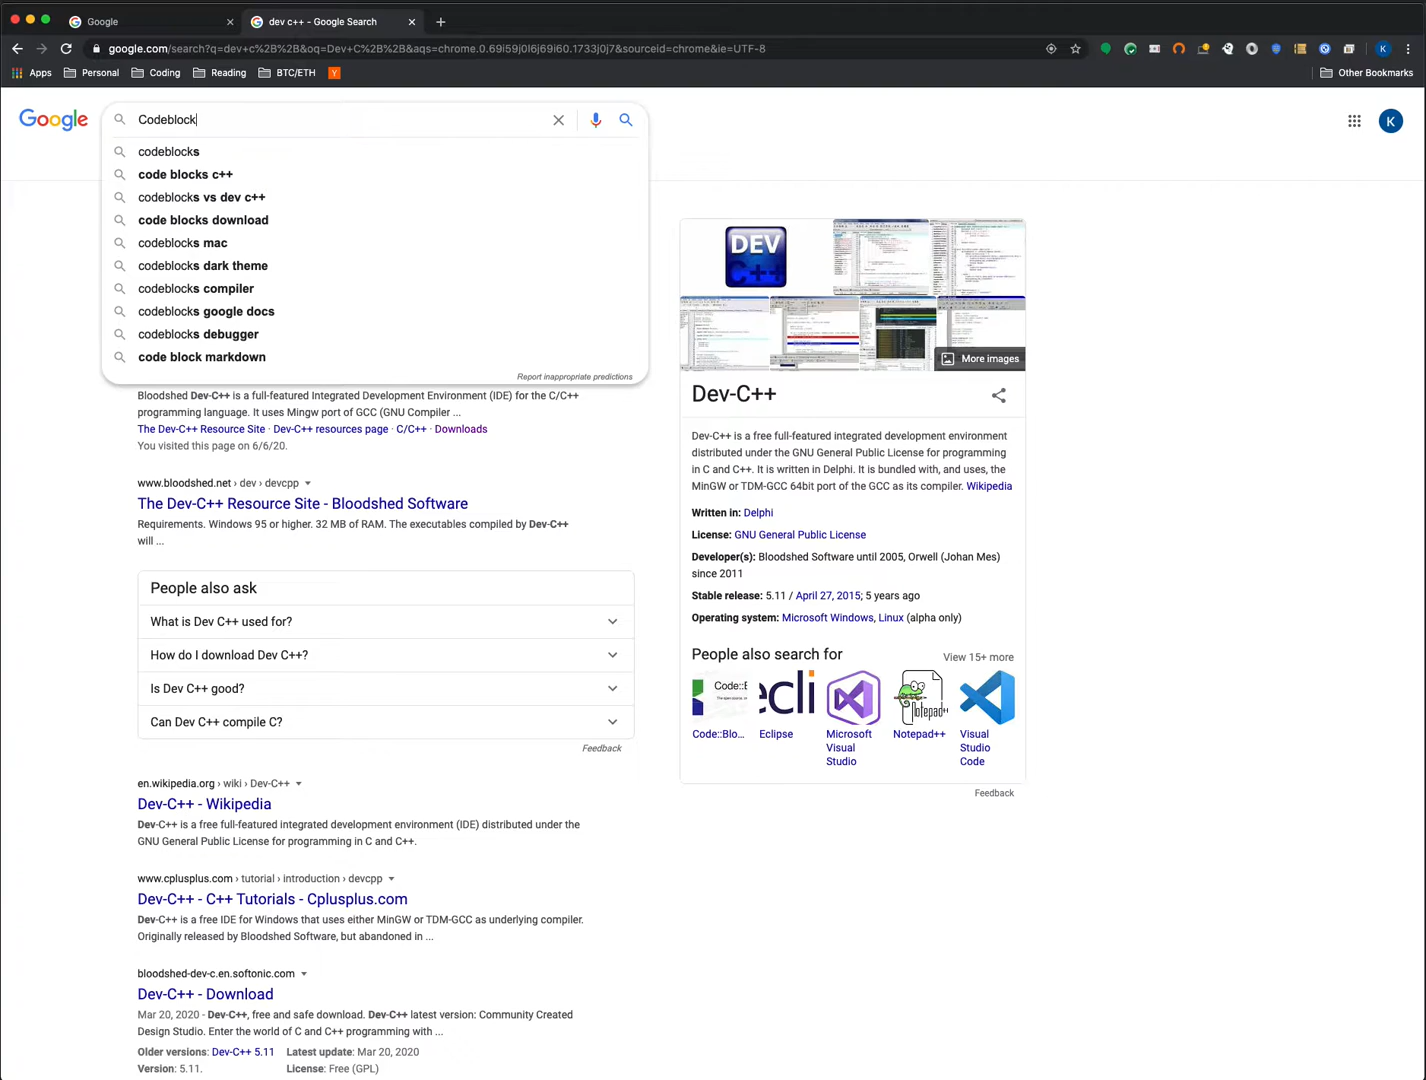 Google
dev c++ - Google Search
google.com/search?q=dev+c%2B%2B&oq=Dev+C%2B%2B&aqs=chrome.0.69i59j0l6j69i60.1733j0j7&sourceid=chrome&ie=UTF-8
K
Apps Personal Coding Reading BTC/ETH Y Other Bookmarks
Google
Codeblock
K
codeblocks
code blocks c++
codeblocks vs dev c++
code blocks download
codeblocks mac
codeblocks dark theme
codeblocks compiler
codeblocks google docs
codeblocks debugger
code block markdown
Report inappropriate predictions
Bloodshed Dev-C++ is a full-featured Integrated Development Environment (IDE) for the C/C++
programming language. It uses Mingw port of GCC (GNU Compiler ...
The Dev-C++ Resource Site · Dev-C++ resources page · C/C++ · Downloads
You visited this page on 6/6/20.
www.bloodshed.net › dev › devcpp
The Dev-C++ Resource Site - Bloodshed Software
Requirements. Windows 95 or higher. 32 MB of RAM. The executables compiled by Dev-C++
will ...
People also ask
What is Dev C++ used for?
How do I download Dev C++?
Is Dev C++ good?
Can Dev C++ compile C?
Feedback
en.wikipedia.org › wiki › Dev-C++
Dev-C++ - Wikipedia
Dev-C++ is a free full-featured integrated development environment (IDE) distributed under the
GNU General Public License for programming in C and C++.
www.cplusplus.com › tutorial › introduction › devcpp
Dev-C++ - C++ Tutorials - Cplusplus.com
Dev-C++ is a free IDE for Windows that uses either MinGW or TDM-GCC as underlying compiler.
Originally released by Bloodshed Software, but abandoned in ...
bloodshed-dev-c.en.softonic.com
Dev-C++ - Download
Mar 20, 2020 - Dev-C++, free and safe download. Dev-C++ latest version: Community Created
Design Studio. Enter the world of C and C++ programming with ...
Older versions: Dev-C++ 5.11 Latest update: Mar 20, 2020
Version: 5.11. License: Free (GPL)
DEV
C++
More images
Dev-C++
Dev-C++ is a free full-featured integrated development environment
distributed under the GNU General Public License for programming
in C and C++. It is written in Delphi. It is bundled with, and uses, the
MinGW or TDM-GCC 64bit port of the GCC as its compiler. Wikipedia
Written in: Delphi
License: GNU General Public License
Developer(s): Bloodshed Software until 2005, Orwell (Johan Mes)
since 2011
Stable release: 5.11 / April 27, 2015; 5 years ago
Operating system: Microsoft Windows, Linux (alpha only)
People also search for
View 15+ more
Code::B
ecli
Notepad++
Code::Blo...
Eclipse
Microsoft
Visual
Studio
Notepad++
Visual
Studio
Code
Feedback